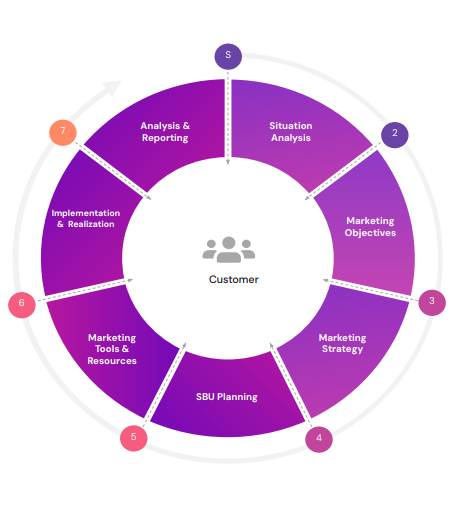 S
Situation
Analysis
2
Marketing
Objectives
3
Marketing
Strategy
4
SBU Planning
5
Marketing
Tools &
Resources
6
Implementation
& Realization
7
Analysis &
Reporting
Customer